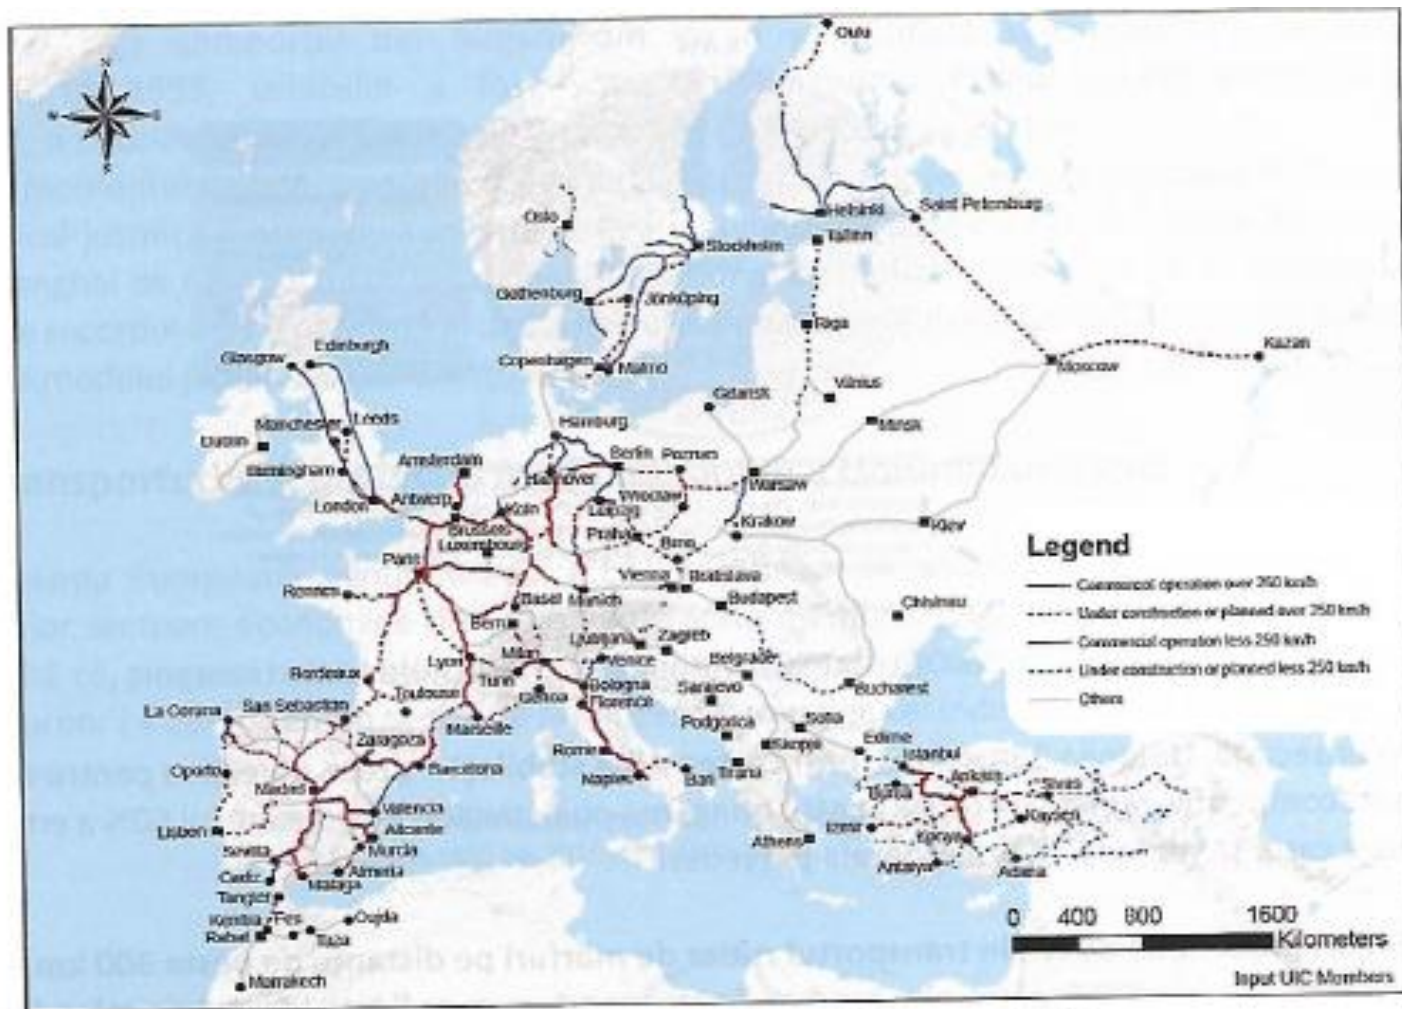 N
W
E
S
Oulu
Helsinki
Saint Petersburg
Oslo
Tallinn
Stockholm
Gothenburg
Jönköping
Riga
Kazan
Moscow
Edinburgh
Glasgow
Copenhagen
Malmo
Vilnius
Gdansk
Minsk
Manchester
Leeds
Hamburg
Dublin
Birmingham
Amsterdam
Hannover
Berlin
Poznan
Warsaw
London
Antwerp
Koln
Wroclaw
Leipzig
Brussels
Krakow
Kiev
Luxembourg
Praha
Brno
Paris
Vienna
Bratislava
Rennes
Basel
Munich
Budapest
Chisinau
Bern
Ljubljana
Zagreb
Lyon
Milan
Venice
Belgrade
Bordeaux
Turin
Bologna
Bucharest
Toulouse
Genoa
Florence
Sarajevo
La Corona
San Sebastian
Marseille
Podgorica
Sofia
Zaragoza
Rome
Skopje
Edirne
Istanbul
Oporto
Barcelona
Naples
Bari
Tirana
Ankara
Sivas
Madrid
Bursa
Valencia
Kayseri
Lisbon
Alicante
Izmir
Konya
Sevilla
Murcia
Athens
Cadiz
Malaga
Almeria
Antalya
Adana
Tangier
Kenitra
Fes
Oujda
Rabat
Taza
Marrakech
Legend
Commercial operation over 250 km/h
Under construction or planned over 250 km/h
Commercial operation less 250 km/h
Under construction or planned less 250 km/h
Others
0 400 800 1600
Kilometers
Input UIC Members